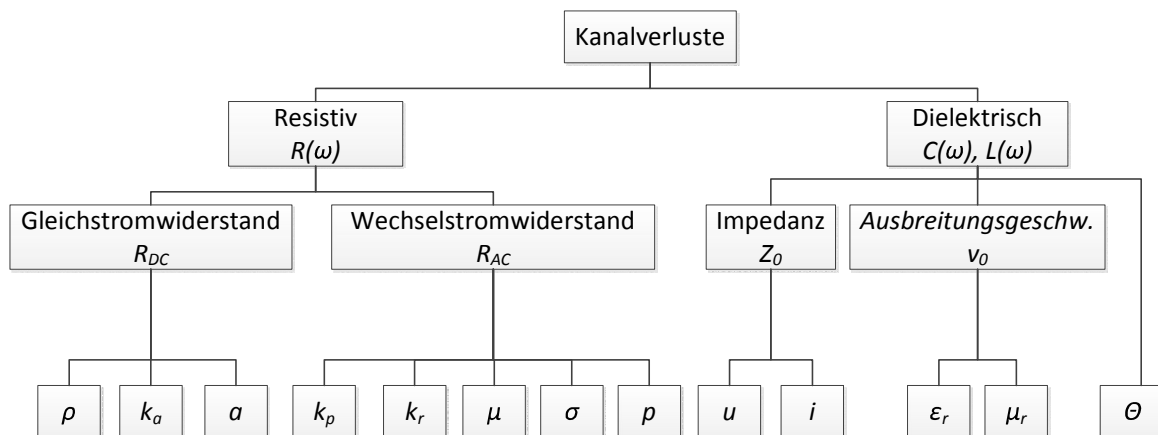 Kanalverluste
Resistiv
R(ω)
Dielektrisch
C(ω), L(ω)
Gleichstromwiderstand
R_DC
Wechselstromwiderstand
R_AC
Impedanz
Z_0
Ausbreitungsgeschw.
v_0
ρ
k_a
a
k_p
k_r
μ
σ
p
u
i
ε_r
μ_r
Θ